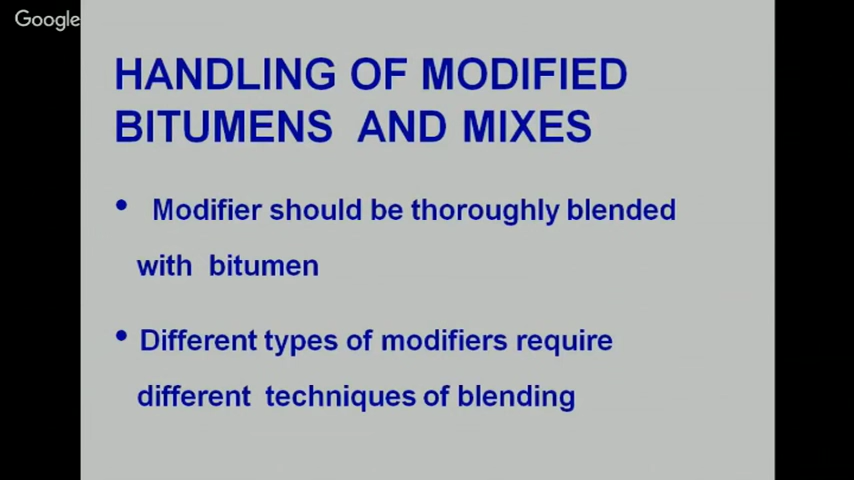 Google
HANDLING OF MODIFIED
BITUMENS AND MIXES
• Modifier should be thoroughly blended
with bitumen
• Different types of modifiers require
different techniques of blending